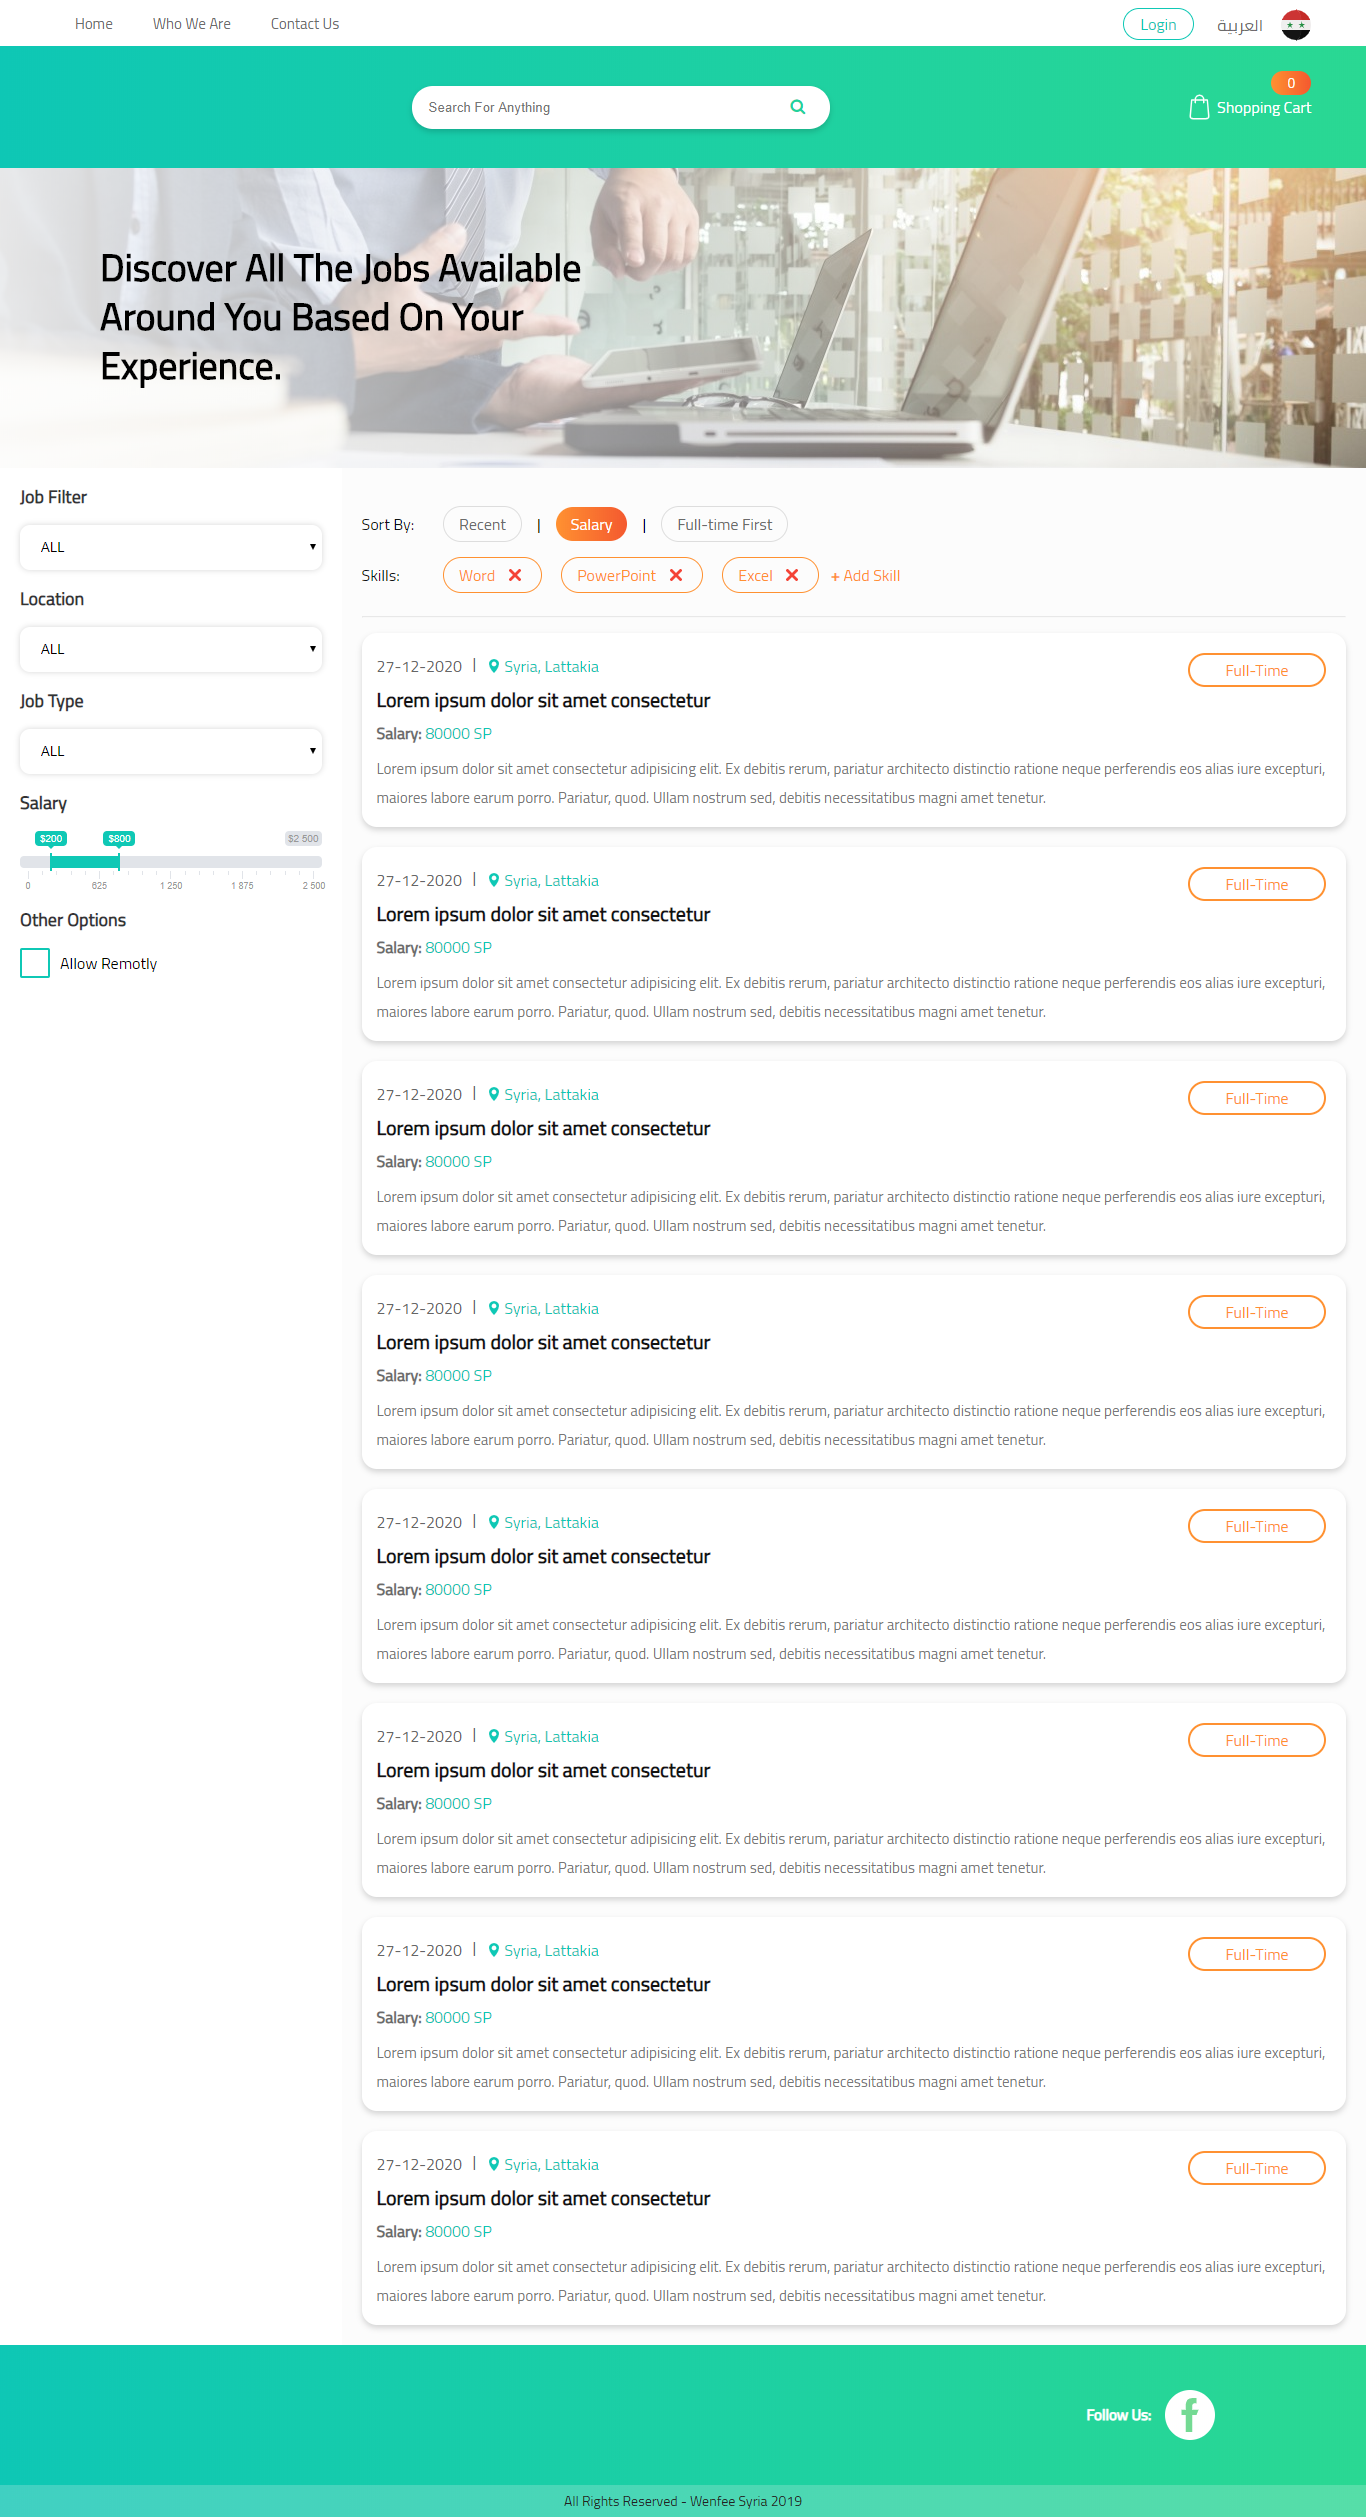 Home Who We Are Contact Us Login العربية
0
Search For Anything Shopping Cart
Discover All The Jobs Available
Around You Based On Your
Experience.
Job Filter
ALL
Location
ALL
Job Type
ALL
Salary
$200 $800 $2 500
0 625 1 250 1 875 2 500
Other Options
Allow Remotly
Sort By: Recent | Salary | Full-time First
Skills: Word PowerPoint Excel + Add Skill
27-12-2020 | Syria, Lattakia Full-Time
Lorem ipsum dolor sit amet consectetur
Salary: 80000 SP
Lorem ipsum dolor sit amet consectetur adipisicing elit. Ex debitis rerum, pariatur architecto distinctio ratione neque perferendis eos alias iure excepturi,
maiores labore earum porro. Pariatur, quod. Ullam nostrum sed, debitis necessitatibus magni amet tenetur.
27-12-2020 | Syria, Lattakia Full-Time
Lorem ipsum dolor sit amet consectetur
Salary: 80000 SP
Lorem ipsum dolor sit amet consectetur adipisicing elit. Ex debitis rerum, pariatur architecto distinctio ratione neque perferendis eos alias iure excepturi,
maiores labore earum porro. Pariatur, quod. Ullam nostrum sed, debitis necessitatibus magni amet tenetur.
27-12-2020 | Syria, Lattakia Full-Time
Lorem ipsum dolor sit amet consectetur
Salary: 80000 SP
Lorem ipsum dolor sit amet consectetur adipisicing elit. Ex debitis rerum, pariatur architecto distinctio ratione neque perferendis eos alias iure excepturi,
maiores labore earum porro. Pariatur, quod. Ullam nostrum sed, debitis necessitatibus magni amet tenetur.
27-12-2020 | Syria, Lattakia Full-Time
Lorem ipsum dolor sit amet consectetur
Salary: 80000 SP
Lorem ipsum dolor sit amet consectetur adipisicing elit. Ex debitis rerum, pariatur architecto distinctio ratione neque perferendis eos alias iure excepturi,
maiores labore earum porro. Pariatur, quod. Ullam nostrum sed, debitis necessitatibus magni amet tenetur.
27-12-2020 | Syria, Lattakia Full-Time
Lorem ipsum dolor sit amet consectetur
Salary: 80000 SP
Lorem ipsum dolor sit amet consectetur adipisicing elit. Ex debitis rerum, pariatur architecto distinctio ratione neque perferendis eos alias iure excepturi,
maiores labore earum porro. Pariatur, quod. Ullam nostrum sed, debitis necessitatibus magni amet tenetur.
27-12-2020 | Syria, Lattakia Full-Time
Lorem ipsum dolor sit amet consectetur
Salary: 80000 SP
Lorem ipsum dolor sit amet consectetur adipisicing elit. Ex debitis rerum, pariatur architecto distinctio ratione neque perferendis eos alias iure excepturi,
maiores labore earum porro. Pariatur, quod. Ullam nostrum sed, debitis necessitatibus magni amet tenetur.
27-12-2020 | Syria, Lattakia Full-Time
Lorem ipsum dolor sit amet consectetur
Salary: 80000 SP
Lorem ipsum dolor sit amet consectetur adipisicing elit. Ex debitis rerum, pariatur architecto distinctio ratione neque perferendis eos alias iure excepturi,
maiores labore earum porro. Pariatur, quod. Ullam nostrum sed, debitis necessitatibus magni amet tenetur.
27-12-2020 | Syria, Lattakia Full-Time
Lorem ipsum dolor sit amet consectetur
Salary: 80000 SP
Lorem ipsum dolor sit amet consectetur adipisicing elit. Ex debitis rerum, pariatur architecto distinctio ratione neque perferendis eos alias iure excepturi,
maiores labore earum porro. Pariatur, quod. Ullam nostrum sed, debitis necessitatibus magni amet tenetur.
Follow Us:
All Rights Reserved - Wenfee Syria 2019